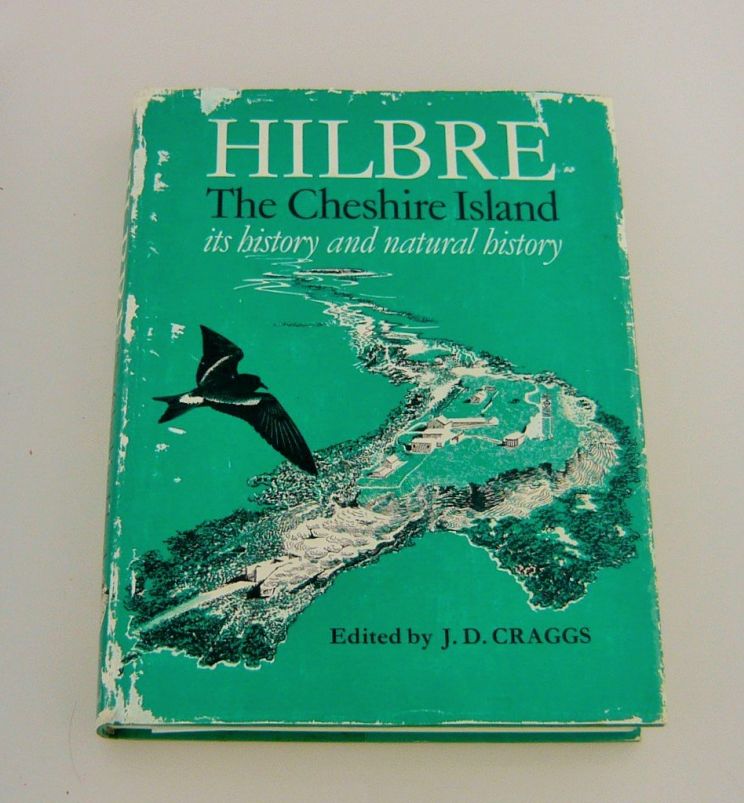 HILBRE
The Cheshire Island
its history and natural history
Edited by J. D. CRAGGS